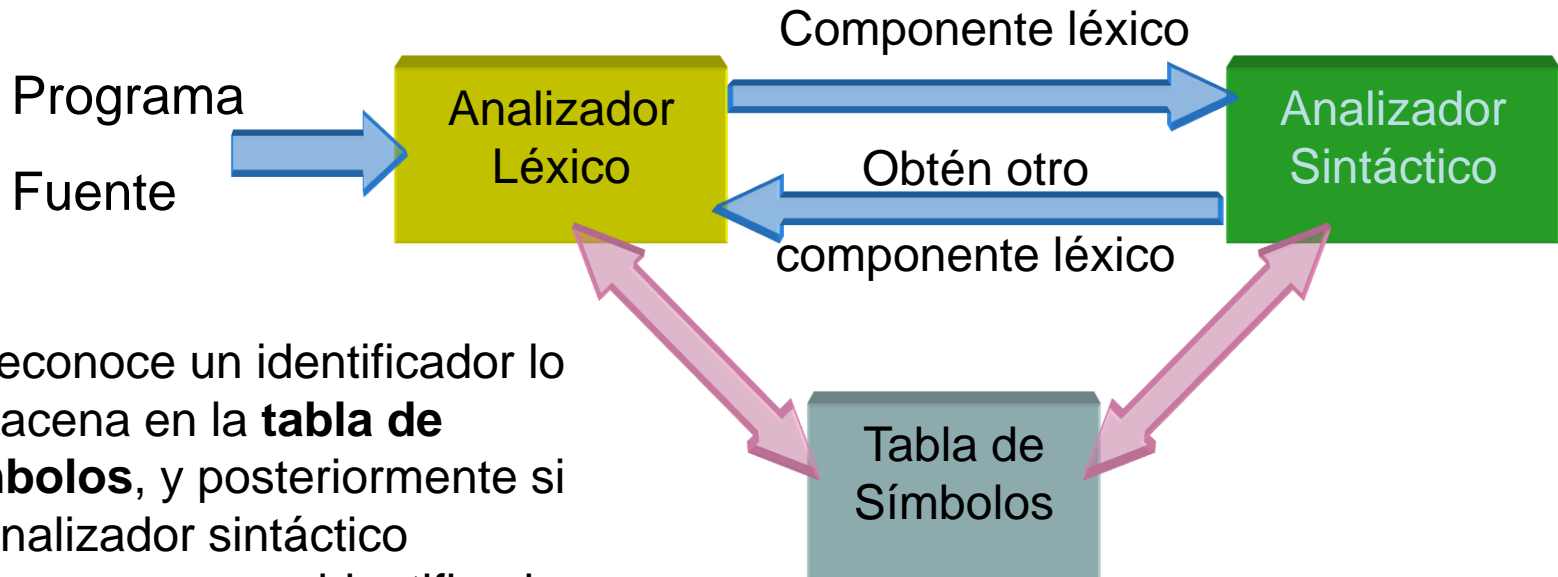 Componente léxico
Programa
Fuente
Analizador
Léxico
Analizador
Sintáctico
Obtén otro
componente léxico
econoce un identificador lo
acena en la tabla de
nbolos, y posteriormente si
nalizador sintáctico
Tabla de
Símbolos